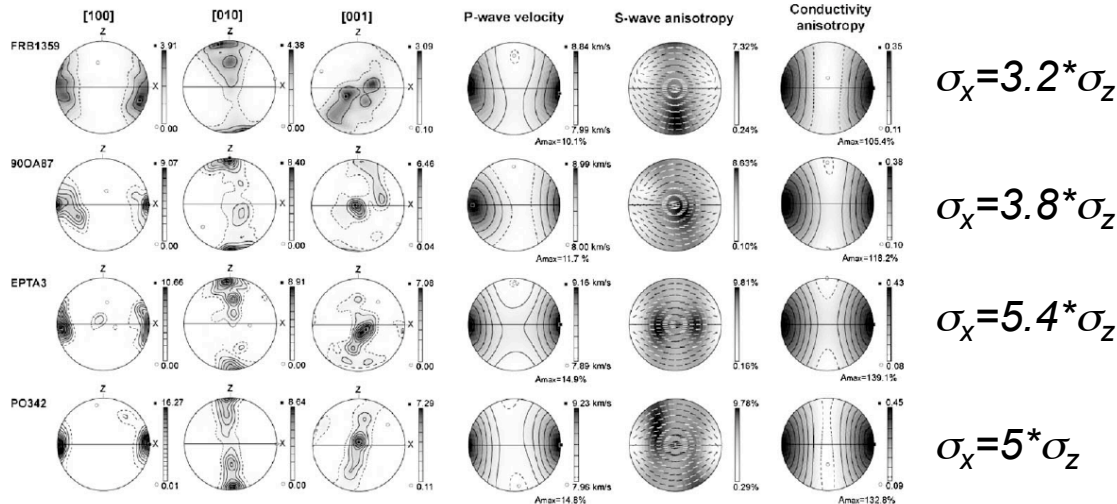 [100] [010] [001] P-wave velocity S-wave anisotropy Conductivity anisotropy
Z Z Z
FRB1359 3.91 4.38 3.09 8.84 km/s 7.32% 0.35
X X X
0.00 0.00 0.10 7.99 km/s 0.24% 0.11
Amax=10.1% Amax=105.4%
σx=3.2*σz
Z Z Z
90OA87 9.07 8.40 6.46 8.99 km/s 8.63% 0.38
X X X
0.00 0.00 0.04 8.00 km/s 0.10% 0.10
Amax=11.7 % Amax=118.2%
σx=3.8*σz
Z Z Z
EPTA3 10.66 8.91 7.08 9.16 km/s 9.81% 0.43
X X X
0.00 0.00 0.00 7.89 km/s 0.16% 0.08
Amax=14.9% Amax=139.1%
σx=5.4*σz
Z Z Z
PO342 16.27 8.64 7.29 9.23 km/s 9.78% 0.45
X X X
0.01 0.00 0.11 7.96 km/s 0.29% 0.09
Amax=14.8% Amax=132.8%
σx=5*σz